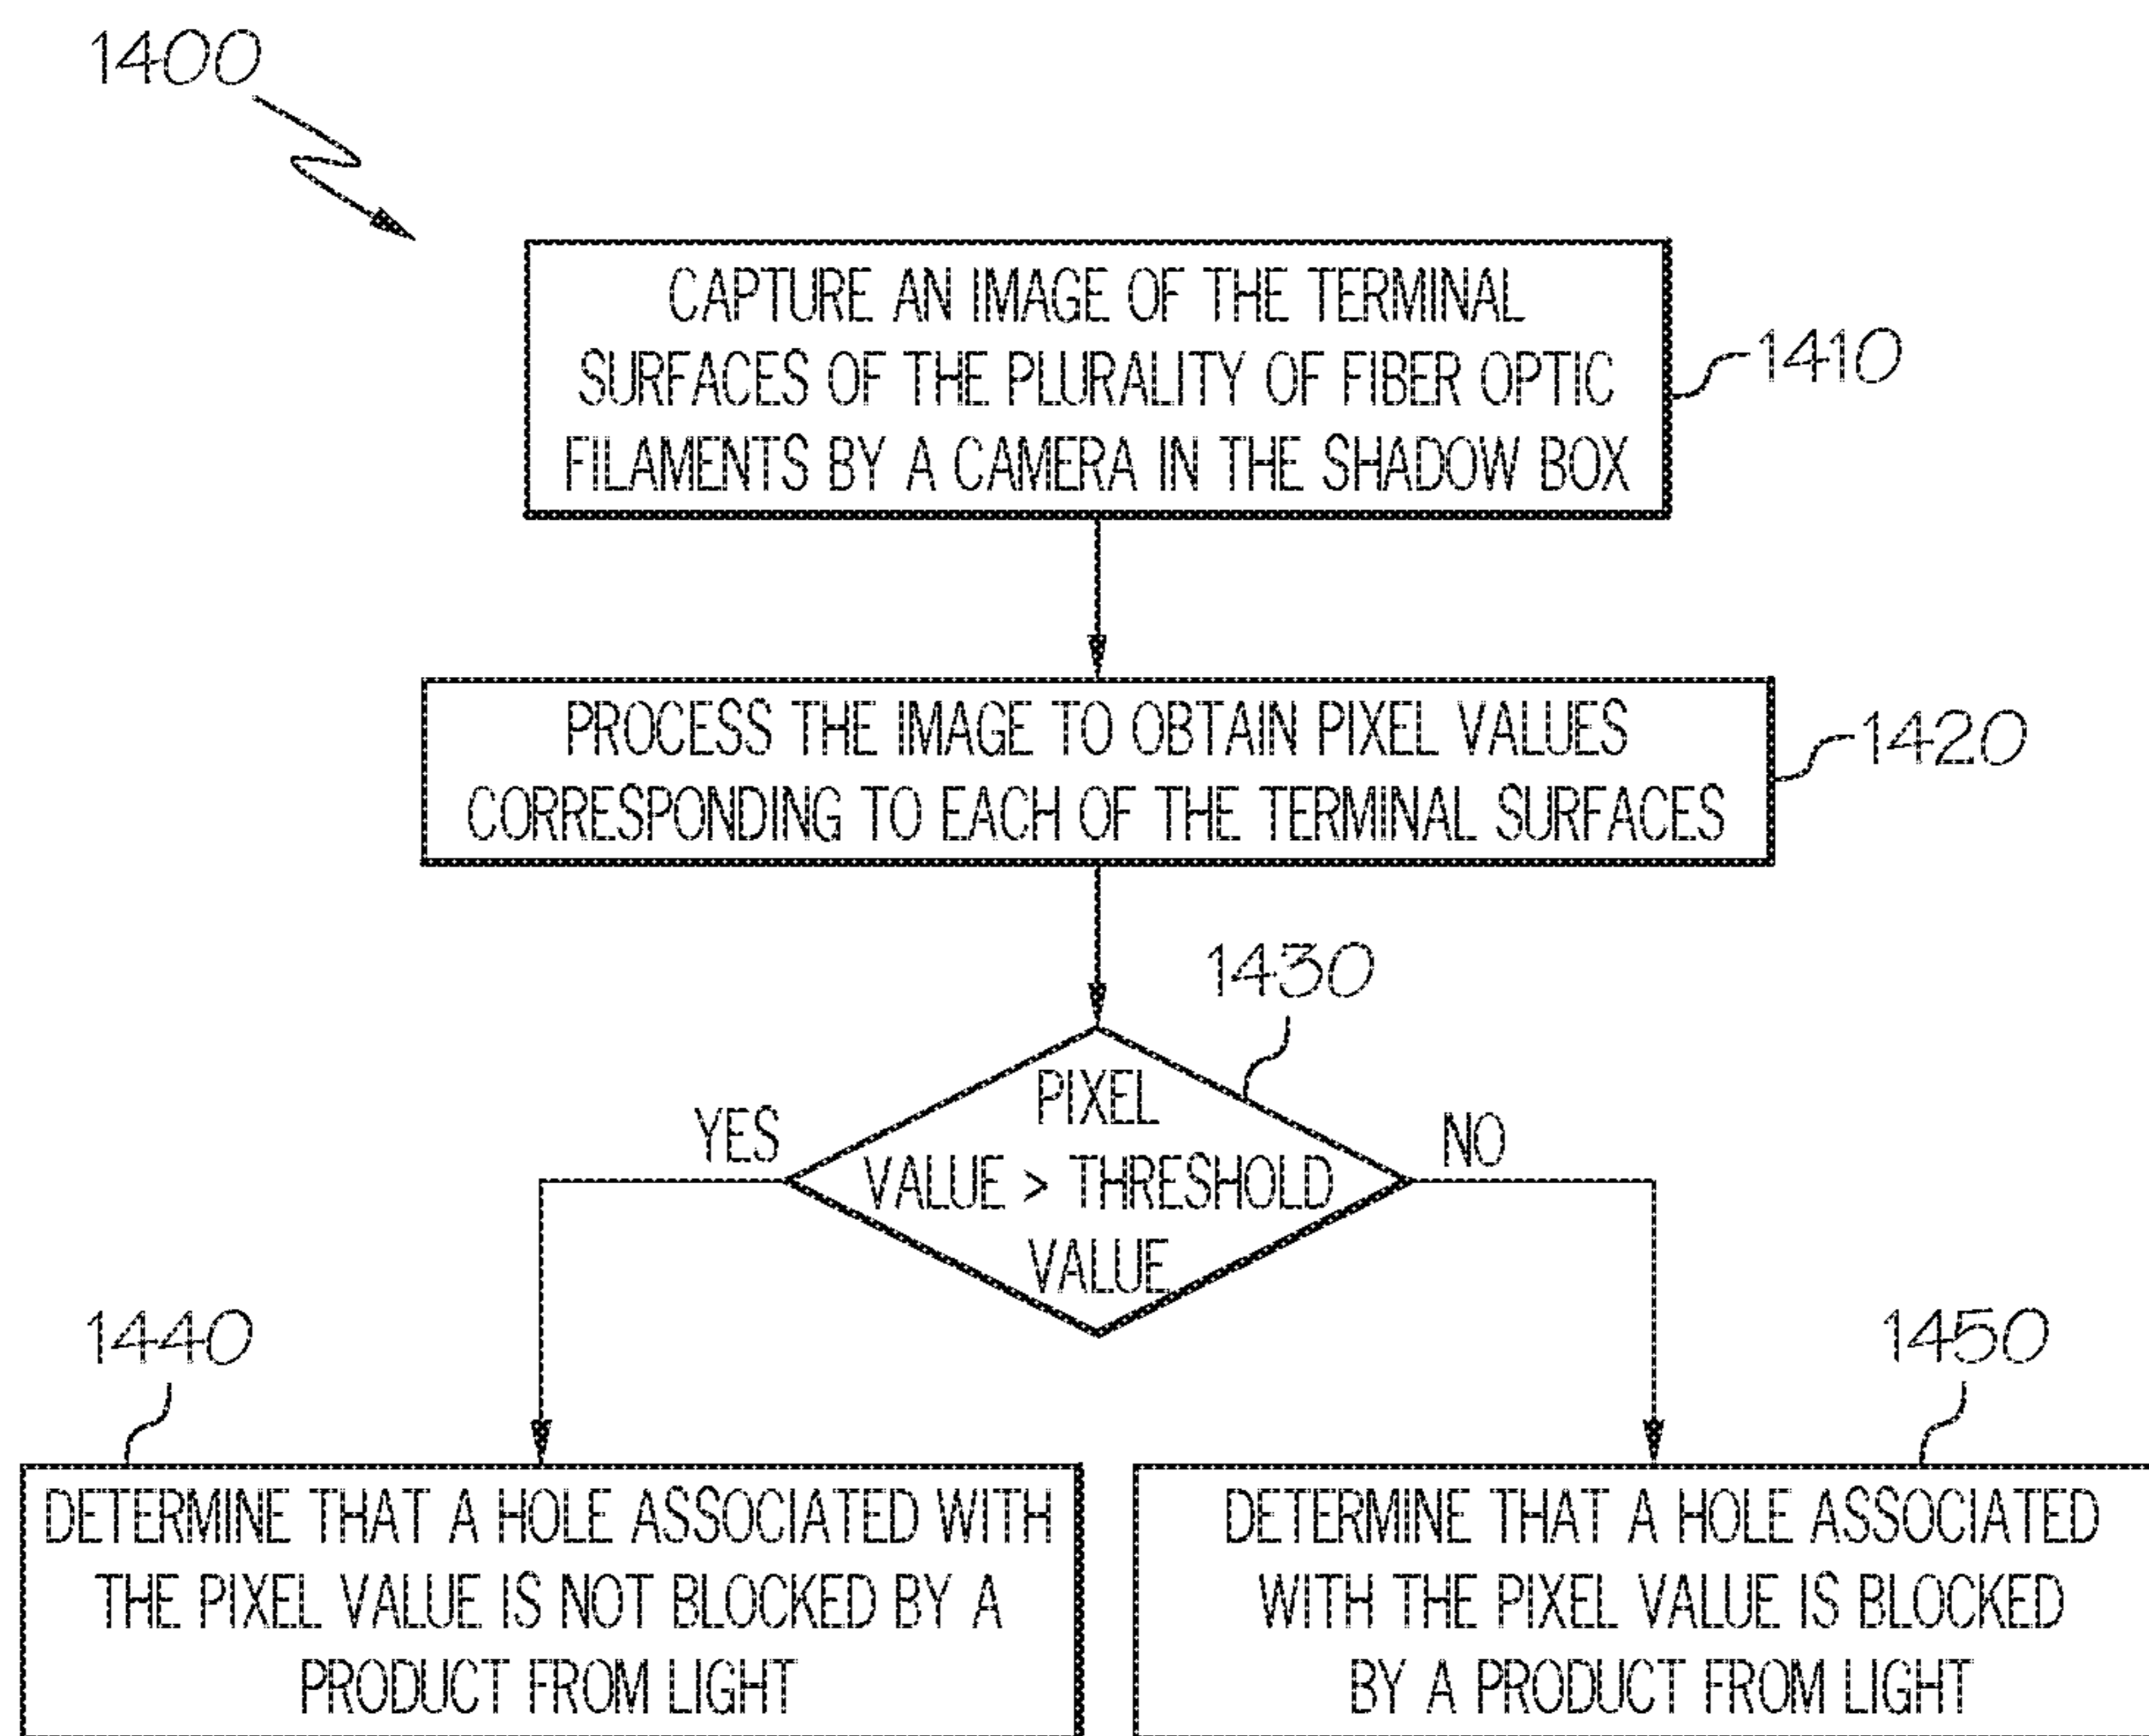 1400
CAPTURE AN IMAGE OF THE TERMINAL
SURFACES OF THE PLURALITY OF FIBER OPTIC
FILAMENTS BY A CAMERA IN THE SHADOW BOX
1410
PROCESS THE IMAGE TO OBTAIN PIXEL VALUES
CORRESPONDING TO EACH OF THE TERMINAL SURFACES
1420
1430
PIXEL
VALUE > THRESHOLD
VALUE
YES
NO
1440
DETERMINE THAT A HOLE ASSOCIATED WITH
THE PIXEL VALUE IS NOT BLOCKED BY A
PRODUCT FROM LIGHT
1450
DETERMINE THAT A HOLE ASSOCIATED
WITH THE PIXEL VALUE IS BLOCKED
BY A PRODUCT FROM LIGHT